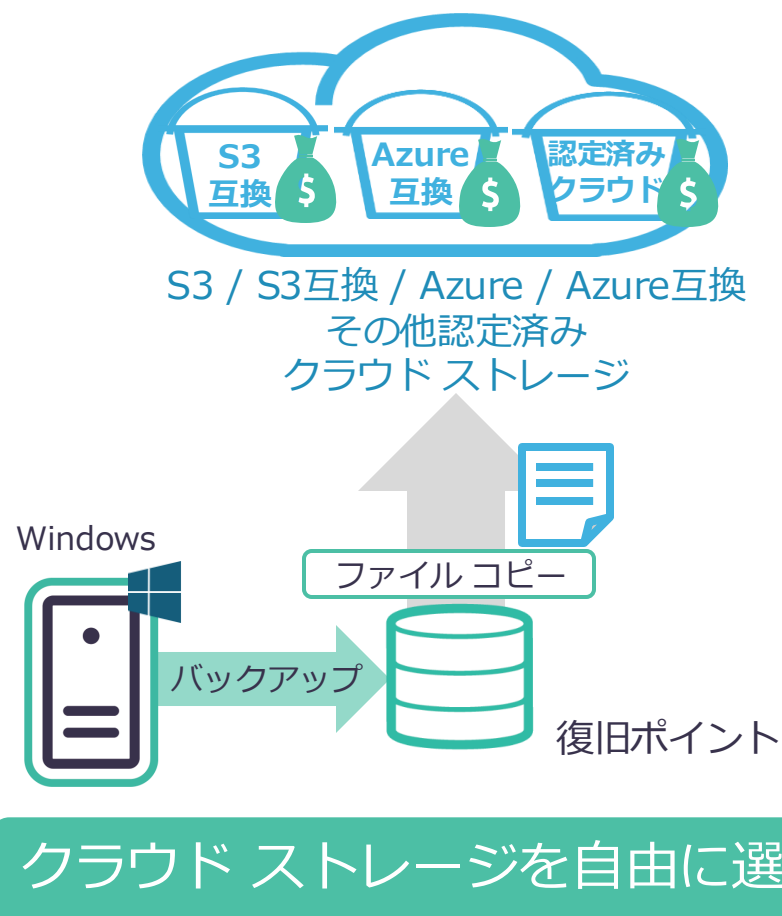 S3
互換
Azure
互換
認定済み
クラウド
S3 / S3互換 / Azure / Azure互換
その他認定済み
クラウド ストレージ
Windows
ファイル コピー
バックアップ
復旧ポイント
クラウド ストレージを自由に選